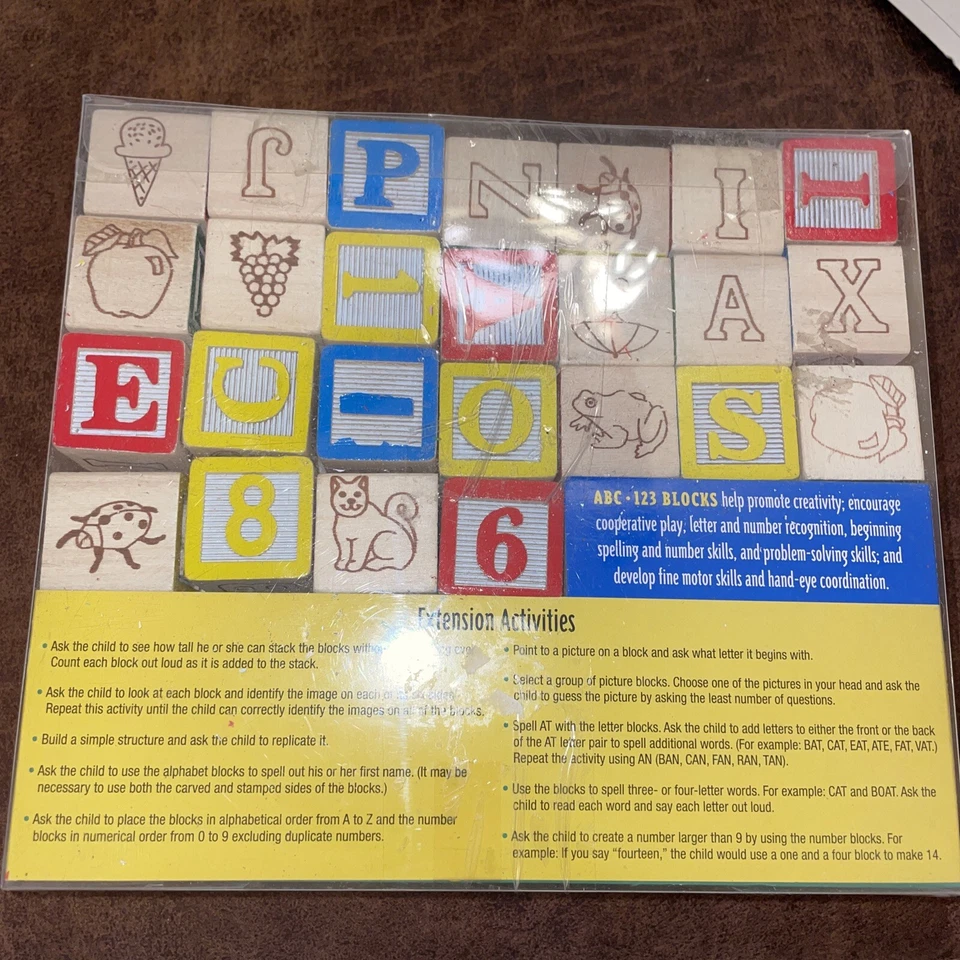 J P N I I
1 A X
E C I O S
8 6
ABC • 123 BLOCKS help promote creativity; encourage
cooperative play, letter and number recognition, beginning
spelling and number skills, and problem-solving skills; and
develop fine motor skills and hand-eye coordination.
Extension Activities
• Ask the child to see how tall he or she can stack the blocks
Count each block out loud as it is added to the stack.
• Ask the child to look at each block and identify the image on each of
Repeat this activity until the child can correctly identify the images on all of the blocks.
• Build a simple structure and ask the child to replicate it.
• Ask the child to use the alphabet blocks to spell out his or her first name. (It may be
necessary to use both the carved and stamped sides of the blocks.)
• Ask the child to place the blocks in alphabetical order from A to Z and the number
blocks in numerical order from 0 to 9 excluding duplicate numbers.
• Point to a picture on a block and ask what letter it begins with.
• Select a group of picture blocks. Choose one of the pictures in your head and ask the
child to guess the picture by asking the least number of questions.
• Spell AT with the letter blocks. Ask the child to add letters to either the front or the back
of the AT letter pair to spell additional words. (For example: BAT, CAT, EAT, ATE, FAT, VAT.)
Repeat the activity using AN (BAN, CAN, FAN, RAN, TAN).
• Use the blocks to spell three- or four-letter words. For example: CAT and BOAT. Ask the
child to read each word and say each letter out loud.
• Ask the child to create a number larger than 9 by using the number blocks. For
example: If you say “fourteen,” the child would use a one and a four block to make 14.